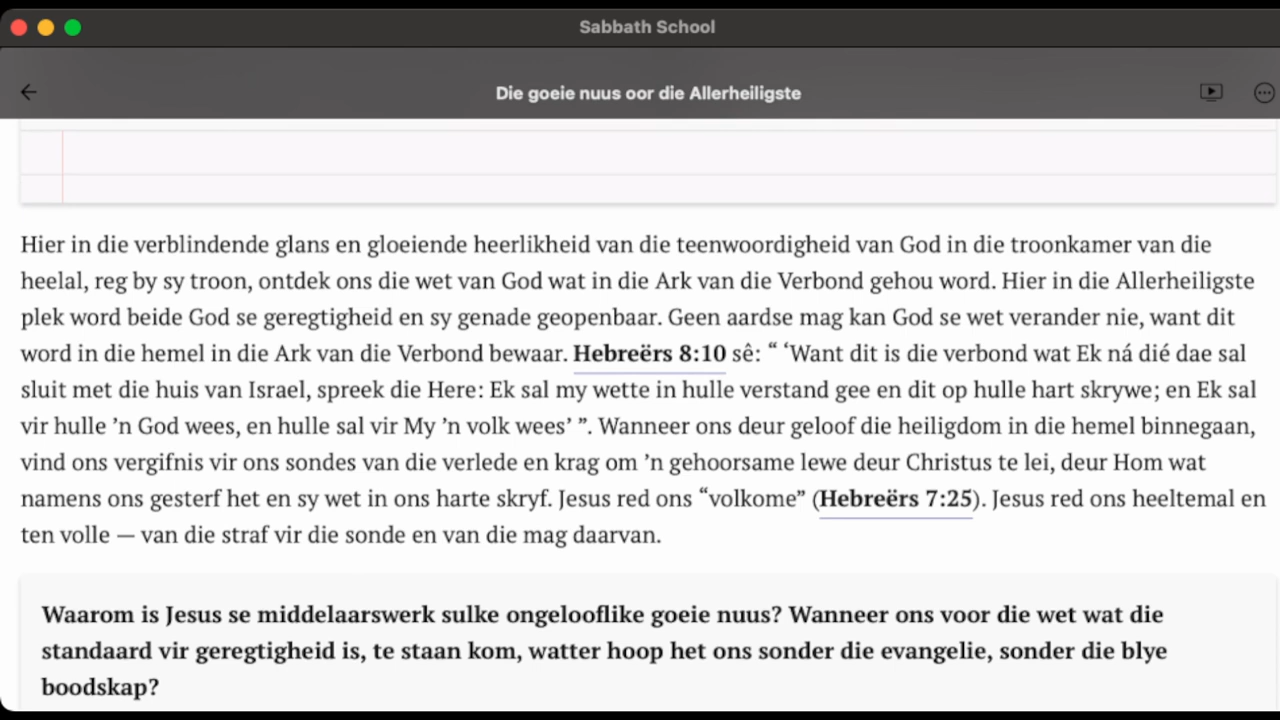 Sabbath School
Die goeie nuus oor die Allerheiligste
Hier in die verblindende glans en gloeiende heerlikheid van die teenwoordigheid van God in die troonkamer van die
heelal, reg by sy troon, ontdek ons die wet van God wat in die Ark van die Verbond gehou word. Hier in die Allerheiligste
plek word beide God se geregtigheid en sy genade geopenbaar. Geen aardse mag kan God se wet verander nie, want dit
word in die hemel in die Ark van die Verbond bewaar. Hebreërs 8:10 sê: “ ‘Want dit is die verbond wat Ek ná dié dae sal
sluit met die huis van Israel, spreek die Here: Ek sal my wette in hulle verstand gee en dit op hulle hart skrywe; en Ek sal
vir hulle ’n God wees, en hulle sal vir My ’n volk wees’ ”. Wanneer ons deur geloof die heiligdom in die hemel binnegaan,
vind ons vergifnis vir ons sondes van die verlede en krag om ’n gehoorsame lewe deur Christus te lei, deur Hom wat
namens ons gesterf het en sy wet in ons harte skryf. Jesus red ons “volkome” (Hebreërs 7:25). Jesus red ons heeltemal en
ten volle — van die straf vir die sonde en van die mag daarvan.
Waarom is Jesus se middelaarswerk sulke ongelooflike goeie nuus? Wanneer ons voor die wet wat die
standaard vir geregtigheid is, te staan kom, watter hoop het ons sonder die evangelie, sonder die blye
boodskap?